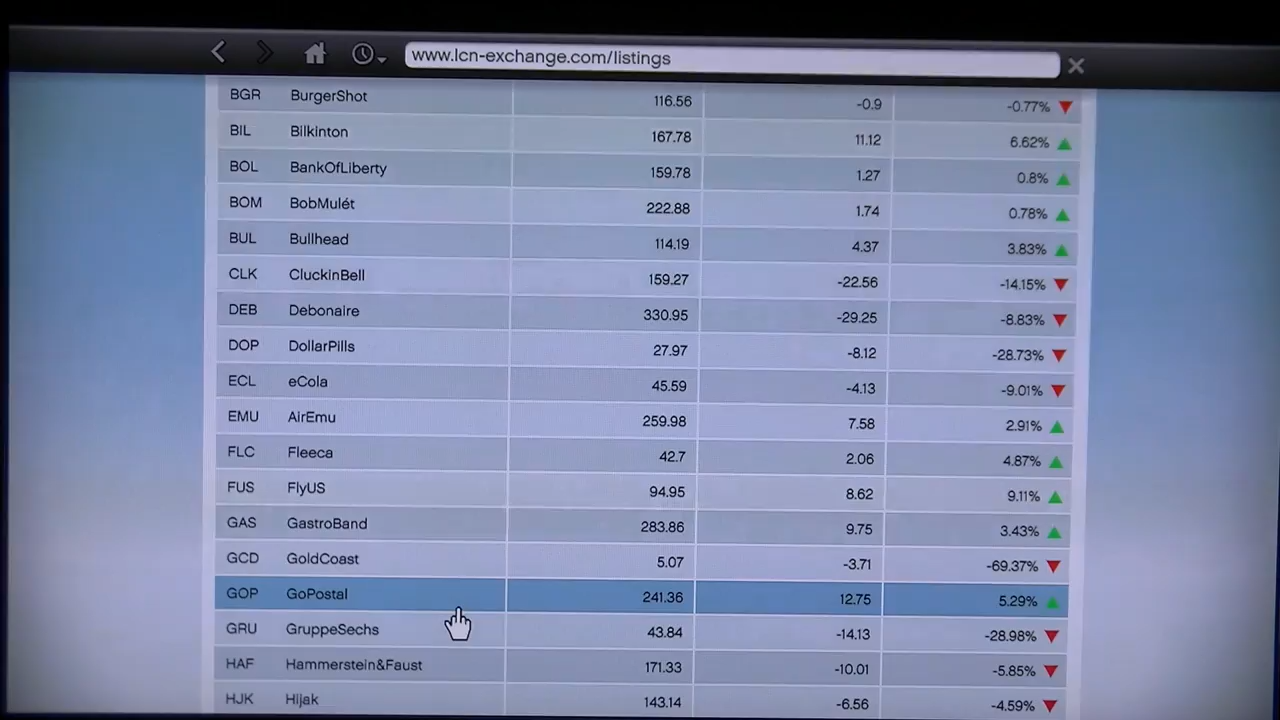 www.lcn-exchange.com/listings
BGR BurgerShot 116.56 -0.9 -0.77%
BIL Bilkinton 167.78 11.12 6.62%
BOL BankOfLiberty 159.78 1.27 0.8%
BOM BobMulét 222.88 1.74 0.78%
BUL Bullhead 114.19 4.37 3.83%
CLK CluckinBell 159.27 -22.56 -14.15%
DEB Debonaire 330.95 -29.25 -8.83%
DOP DollarPills 27.97 -8.12 -28.73%
ECL eCola 45.59 -4.13 -9.01%
EMU AirEmu 259.98 7.58 2.91%
FLC Fleeca 42.7 2.06 4.87%
FUS FlyUS 94.95 8.62 9.11%
GAS GastroBand 283.86 9.75 3.43%
GCD GoldCoast 5.07 -3.71 -69.37%
GOP GoPostal 241.36 12.75 5.29%
GRU GruppeSechs 43.84 -14.13 -28.98%
HAF Hammerstein&Faust 171.33 -10.01 -5.85%
HJK Hijak 143.14 -6.56 -4.59%